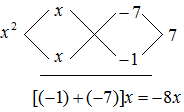 x -7
x² 7
x -1
[(-1)+(-7)]x = -8x